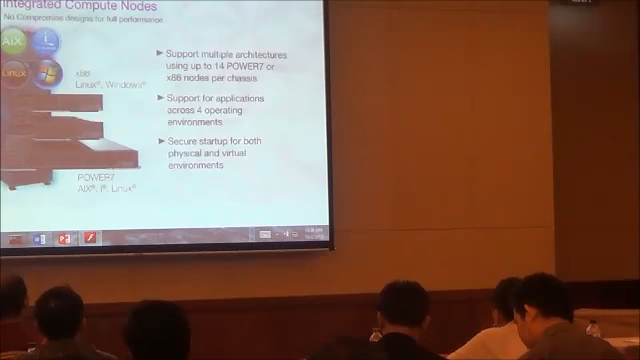 Integrated Compute Nodes
No Compromise designs for full performance
AIX
i
Linux
x86
Linux®, Windows®
Support multiple architectures
using up to 14 POWER7 or
x86 nodes per chassis
Support for applications
across 4 operating
environments
Secure startup for both
physical and virtual
environments
POWER7
AIX®, i®, Linux®